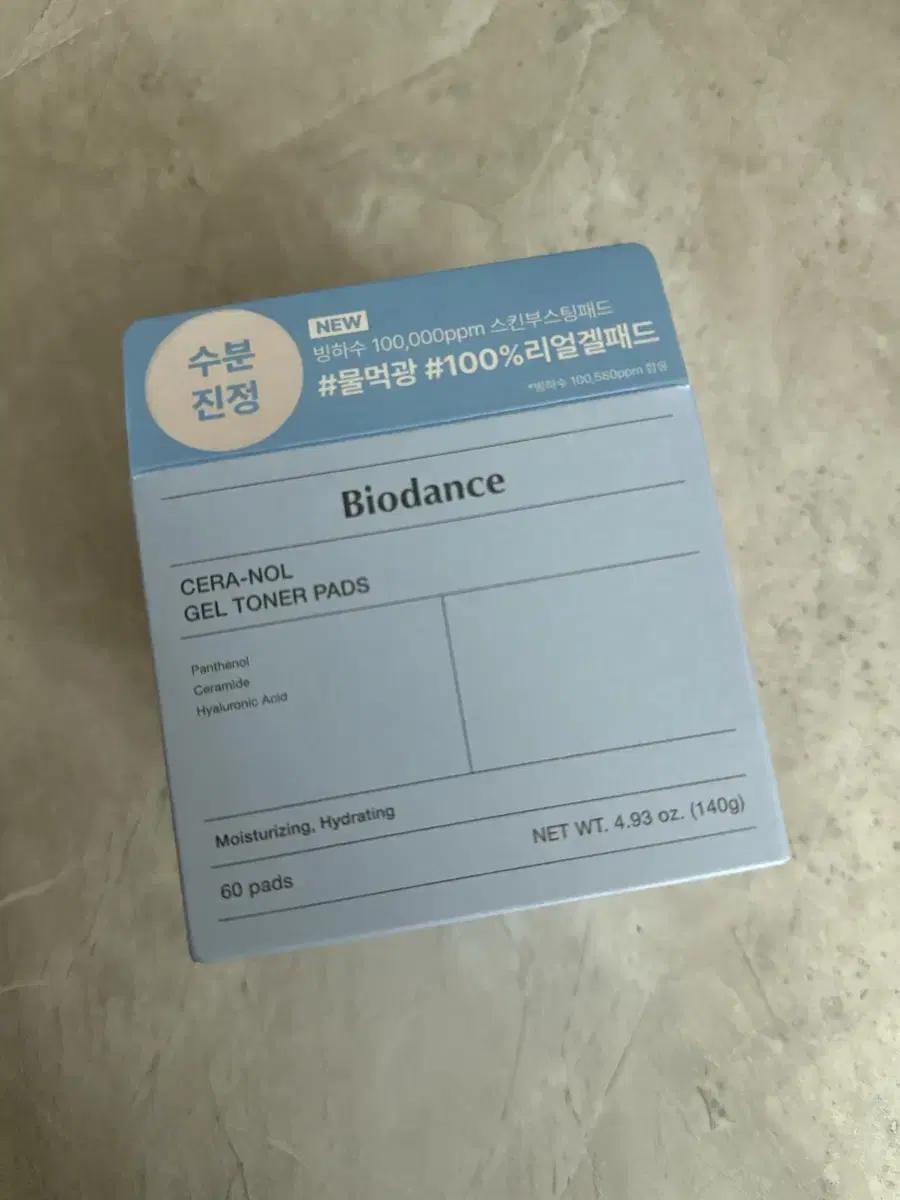 수분
진정
NEW
빙하수 100,000ppm 스킨부스팅패드
#물먹광 #100%리얼겔패드
*빙하수 100,580ppm 함유
Biodance
CERA-NOL
GEL TONER PADS
Panthenol
Ceramide
Hyaluronic Acid
Moisturizing, Hydrating
NET WT. 4.93 oz. (140g)
60 pads